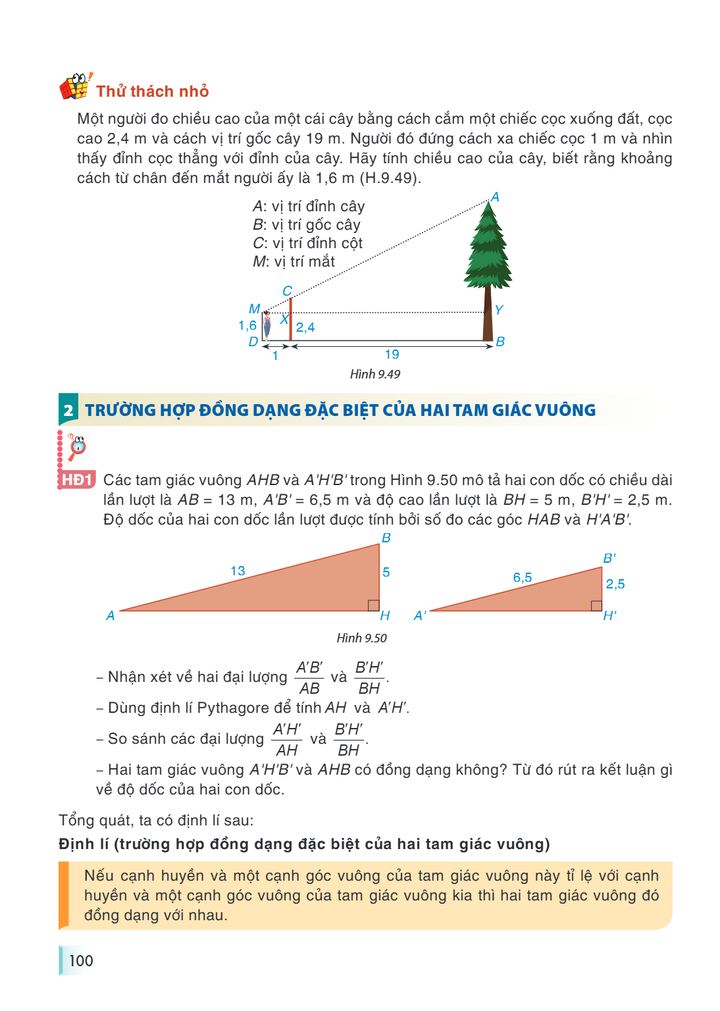 Thử thách nhỏ
Một người đo chiều cao của một cái cây bằng cách cắm một chiếc cọc xuống đất, cọc
cao 2,4 m và cách vị trí gốc cây 19 m. Người đó đứng cách xa chiếc cọc 1 m và nhìn
thấy đỉnh cọc thẳng với đỉnh của cây. Hãy tính chiều cao của cây, biết rằng khoảng
cách từ chân đến mắt người ấy là 1,6 m (H.9.49).
A: vị trí đỉnh cây
B: vị trí gốc cây
C: vị trí đỉnh cột
M: vị trí mắt
A
C
M
X
Y
1,6
2,4
D
B
1
19
Hình 9.49
2 TRƯỜNG HỢP ĐỒNG DẠNG ĐẶC BIỆT CỦA HAI TAM GIÁC VUÔNG
HĐ1 Các tam giác vuông AHB và A'H'B' trong Hình 9.50 mô tả hai con dốc có chiều dài
lần lượt là AB = 13 m, A'B' = 6,5 m và độ cao lần lượt là BH = 5 m, B'H' = 2,5 m.
Độ dốc của hai con dốc lần lượt được tính bởi số đo các góc HAB và H'A'B'.
B
13
5
A
H
B'
6,5
2,5
A'
H'
Hình 9.50
– Nhận xét về hai đại lượng A'B'/AB và B'H'/BH.
– Dùng định lí Pythagore để tính AH và A'H'.
– So sánh các đại lượng A'H'/AH và B'H'/BH.
– Hai tam giác vuông A'H'B' và AHB có đồng dạng không? Từ đó rút ra kết luận gì
về độ dốc của hai con dốc.
Tổng quát, ta có định lí sau:
Định lí (trường hợp đồng dạng đặc biệt của hai tam giác vuông)
Nếu cạnh huyền và một cạnh góc vuông của tam giác vuông này tỉ lệ với cạnh
huyền và một cạnh góc vuông của tam giác vuông kia thì hai tam giác vuông đó
đồng dạng với nhau.
100